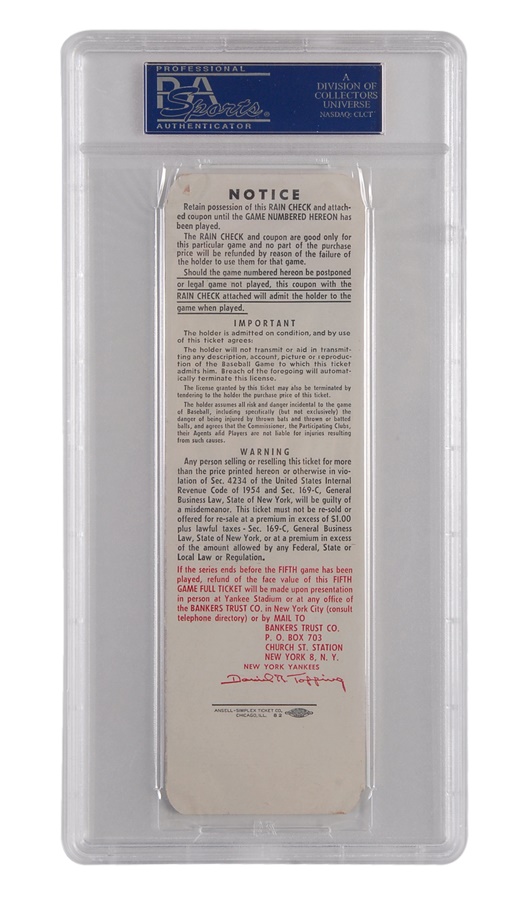 PROFESSIONAL
PSA
Sports®
AUTHENTICATOR
A
DIVISION OF
COLLECTORS
UNIVERSE
NASDAQ: CLCT
NOTICE
Retain possession of this RAIN CHECK and attach-
ed coupon until the GAME NUMBERED HEREON has
been played.
The RAIN CHECK and coupon are good only for
this particular game and no part of the purchase
price will be refunded by reason of the failure of
the holder to use them for that game.
Should the game numbered hereon be postponed
or legal game not played, this coupon with the
RAIN CHECK attached will admit the holder to the
game when played.
IMPORTANT
The holder is admitted on condition, and by use
of this ticket agrees:
The holder will not transmit or aid in transmit-
ting any description, account, picture or reproduc-
tion of the Baseball Game to which this ticket
admits him. Breach of the foregoing will automat-
ically terminate this license.
The license granted by this ticket may also be terminated by
tendering to the holder the purchase price of this ticket.
The holder assumes all risk and danger incidental to the game
of Baseball, including specifically (but not exclusively) the
danger of being injured by thrown bats and thrown or batted
balls, and agrees that the Commissioner, the Participating Clubs,
their Agents and Players are not liable for injuries resulting
from such causes.
WARNING
Any person selling or reselling this ticket for more
than the price printed hereon or otherwise in vio-
lation of Sec. 4234 of the United States Internal
Revenue Code of 1954 and Sec. 169-C, General
Business Law, State of New York, will be guilty of
a misdemeanor. This ticket must not be re-sold or
offered for re-sale at a premium in excess of $1.00
plus lawful taxes - Sec. 169-C, General Business
Law, State of New York, or at a premium in excess
of the amount allowed by any Federal, State or
Local Law or Regulation.
If the series ends before the FIFTH game has been
played, refund of the face value of this FIFTH
GAME FULL TICKET will be made upon presentation
in person at Yankee Stadium or at any office of
the BANKERS TRUST CO. in New York City (consult
telephone directory) or by MAIL TO
BANKERS TRUST CO.
P. O. BOX 703
CHURCH ST. STATION
NEW YORK 8, N. Y.
NEW YORK YANKEES
Daniel R Topping
ANSELL-SIMPLEX TICKET CO.
CHICAGO, ILL.